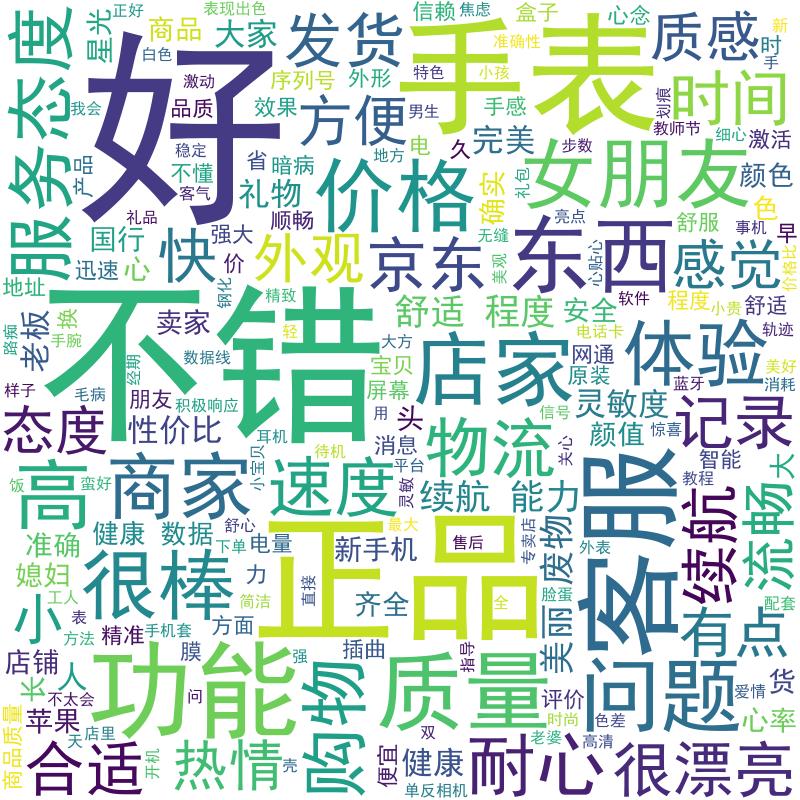 表现出色
正好
星光
商品
大家
白色
激动
发货
手表
信赖
焦虑
盒子
心念
准确性
特色
小孩
质感
时
新
手
服务态度
好
我会
品质
序列号
外形
效果
方便
男生
手感
完美
步数
时间
划痕
教师节
细心
激活
产品
稳定
不懂
客气
省
暗病
礼物
地方
电
久
价格
确实
礼包
女朋友
颜色
国行
强大
礼品
顺畅
无缝
亮点
舒服
色
事机
早
迅速
心
快
价
外观
京东
美观
东西
心贴心
感觉
价格比
地址
钢化
精致
舒适
程度
安全
软件
程度
小贵
舒适
路痴
手腕
老板
换
不错
卖家
轻
大方
电话卡
网通
轨迹
经期
数据线
宝贝
屏幕
店家
原装
体验
美好
消耗
蓝牙
样子
毛病
朋友
积极响应
用
头
信号
灵敏度
态度
性价比
耳机
小宝贝
待机
消息
平台
物流
关心
颜值
惊喜
记录
智能
大
饭
蛮好
高
商家
速度
灵敏
续航
能力
教程
客服
续航
流畅
准确
健康
数据
舒心
下单
电量
最大
正品
售后
专卖店
废物
外表
新手机
媳妇
很棒
力
简洁
直接
全
脸蛋
配套
工人
小
表
方法
精准
手机套
方面
齐全
美丽
有点
店铺
人
长
功能
膜
强
插曲
指导
质量
问题
货
不太会
问
购物
评价
爱情
苹果
双
时尚
色差
心率
商品质量
天
店里
合适
开机
热情
壳
便宜
健康
单反相机
耐心
老婆
高清
很漂亮